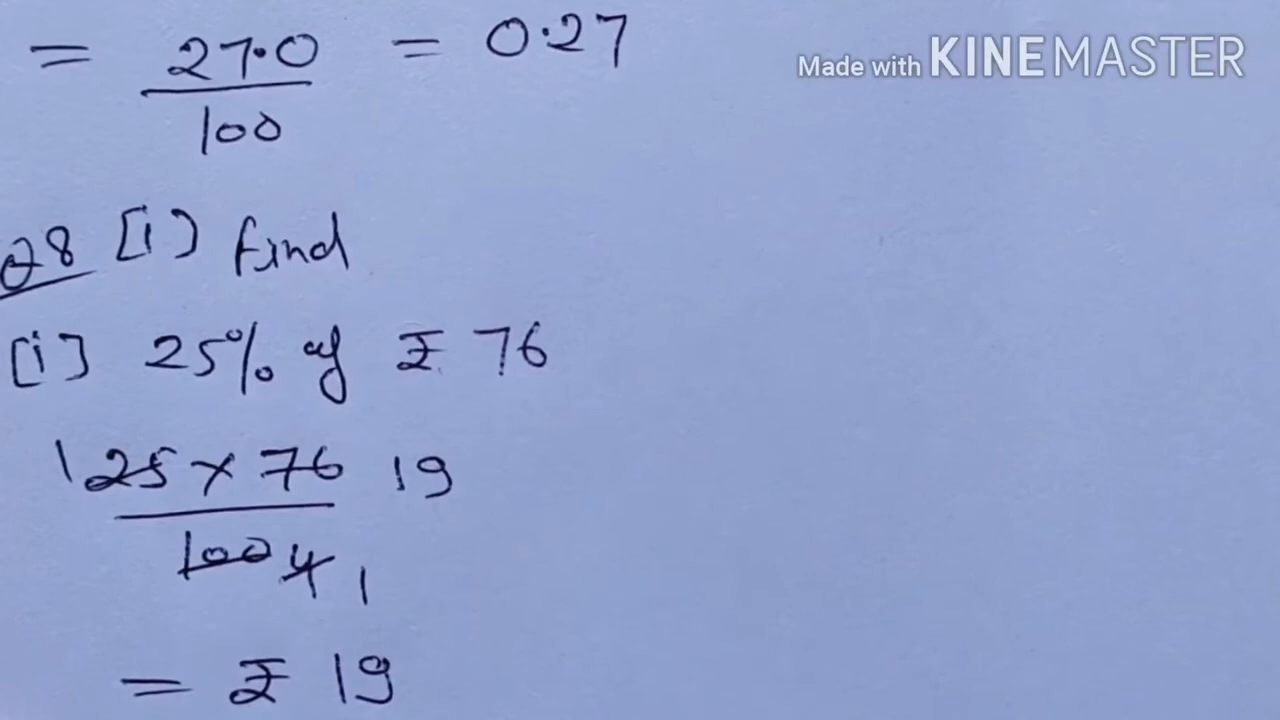 = 27.0/100 = 0.27
Made with KINEMASTER
Q8 [i] find
[i] 25% of ₹ 76
1 25 × 76 19
100 4 1
= ₹ 19